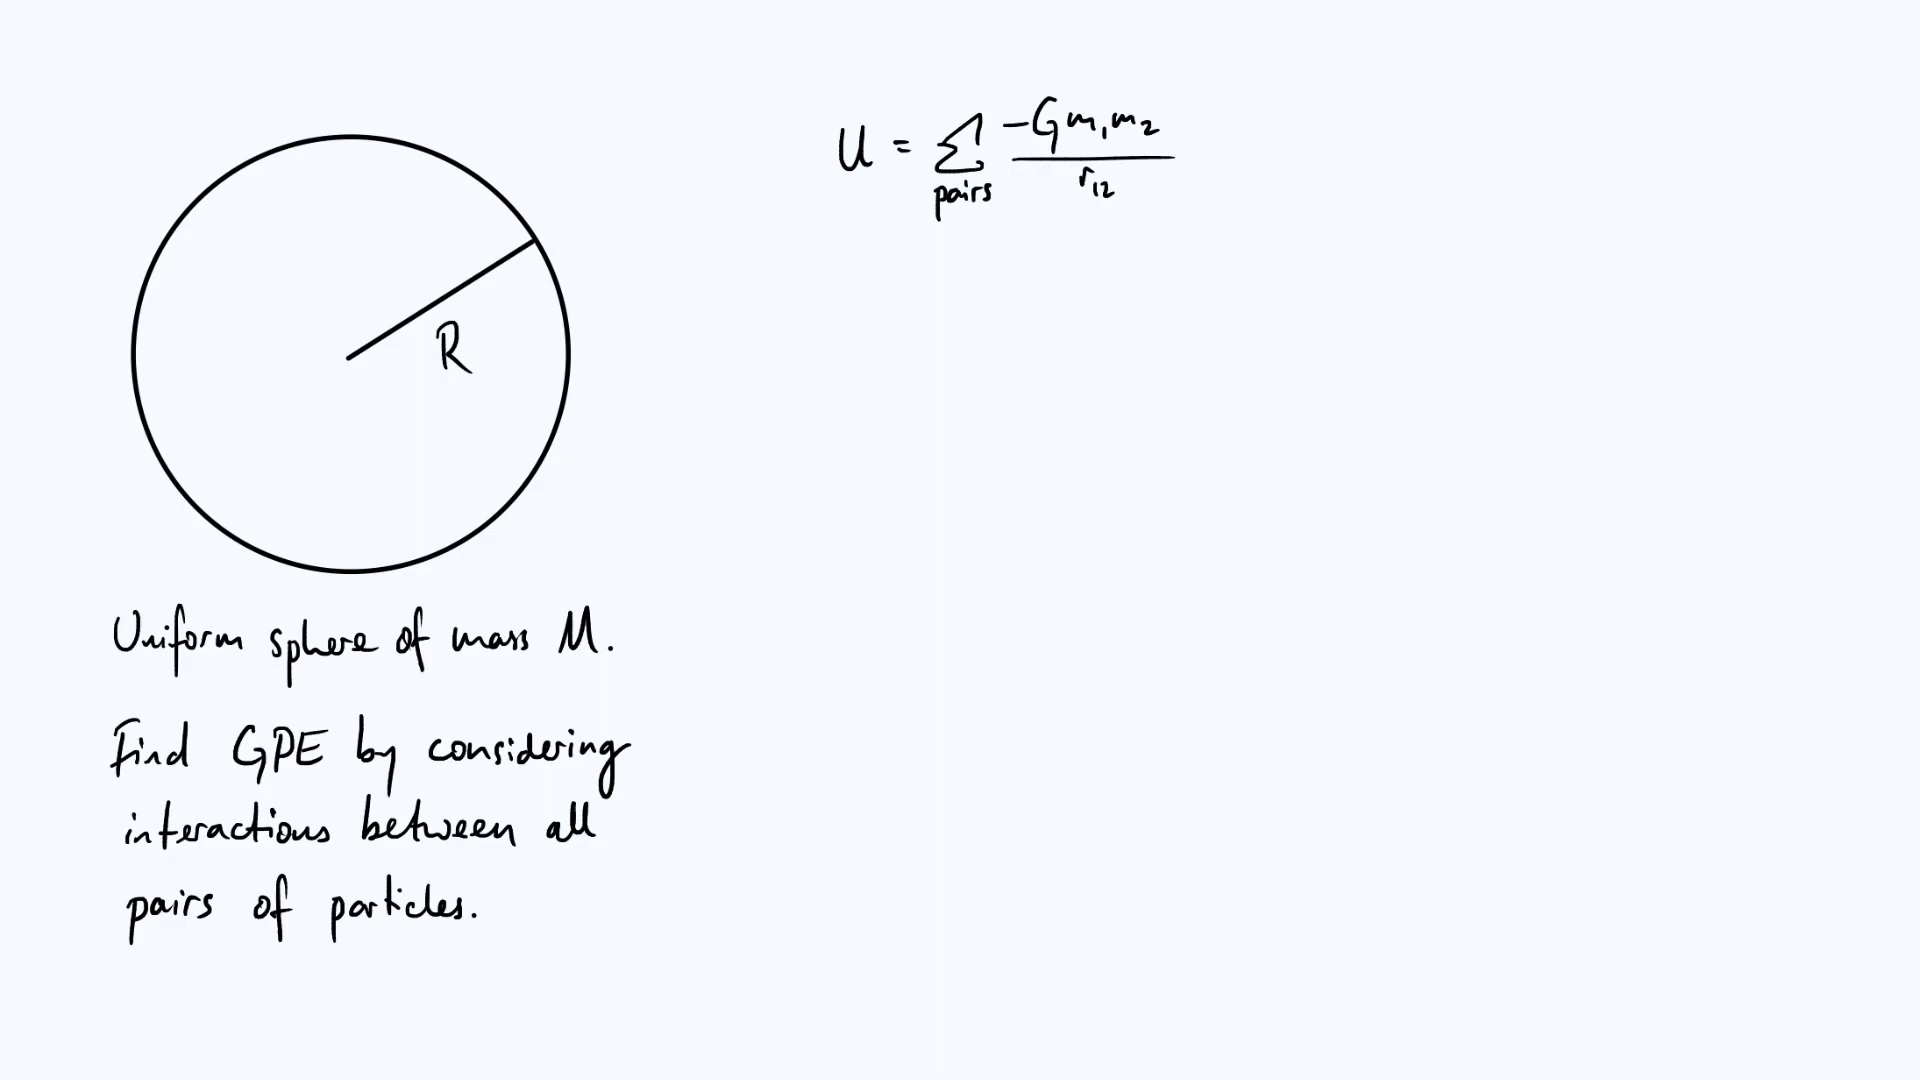 U = ∑ -Gm₁m₂ / r₁₂
pairs
R
Uniform sphere of mass M.
Find GPE by considering
interactions between all
pairs of particles.